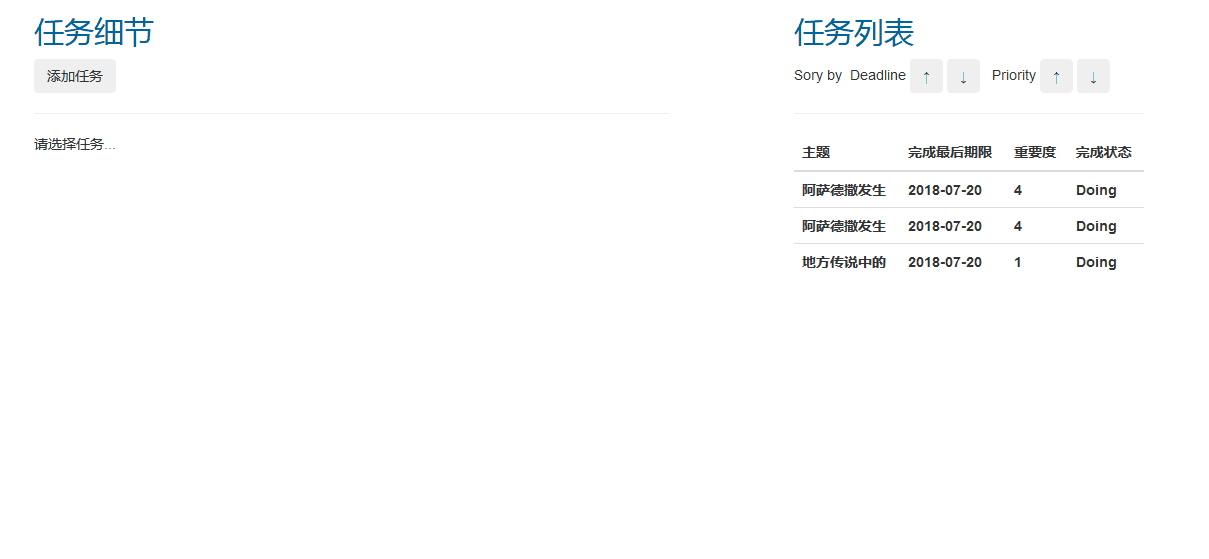 任务细节
添加任务
请选择任务...
任务列表
Sory by Deadline ↑ ↓ Priority ↑ ↓
主题 完成最后期限 重要度 完成状态
阿萨德撒发生 2018-07-20 4 Doing
阿萨德撒发生 2018-07-20 4 Doing
地方传说中的 2018-07-20 1 Doing